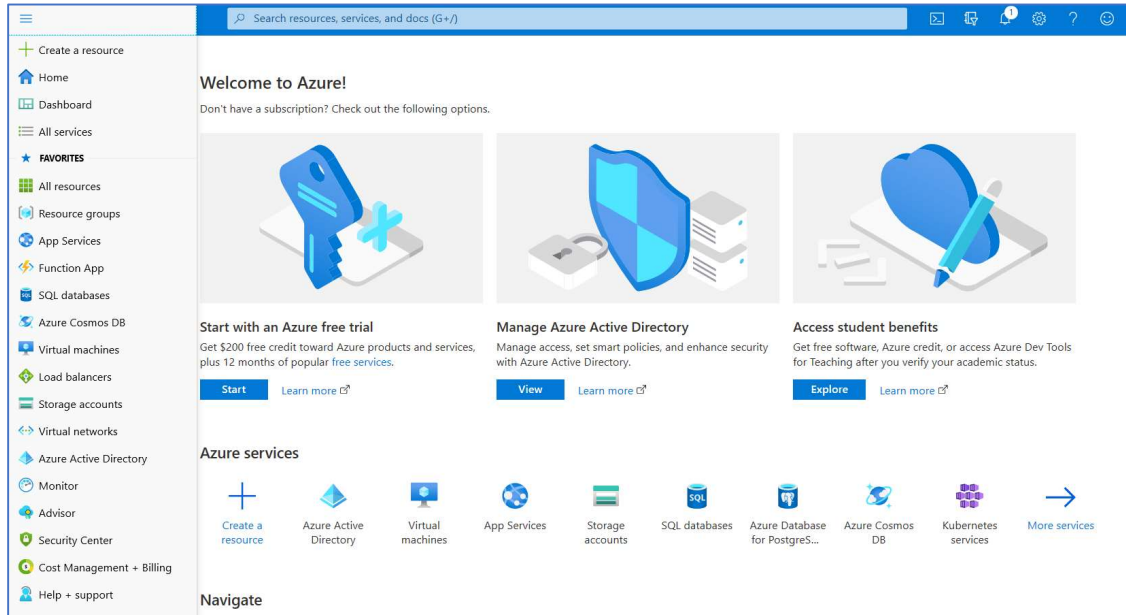 Search resources, services, and docs (G+/)
1
Create a resource
Home
Dashboard
All services
FAVORITES
All resources
Resource groups
App Services
Function App
SQL databases
Azure Cosmos DB
Virtual machines
Load balancers
Storage accounts
Virtual networks
Azure Active Directory
Monitor
Advisor
Security Center
Cost Management + Billing
Help + support
Welcome to Azure!
Don't have a subscription? Check out the following options.
Start with an Azure free trial
Get $200 free credit toward Azure products and services,
plus 12 months of popular free services.
Start
Learn more
Manage Azure Active Directory
Manage access, set smart policies, and enhance security
with Azure Active Directory.
View
Learn more
Access student benefits
Get free software, Azure credit, or access Azure Dev Tools
for Teaching after you verify your academic status.
Explore
Learn more
Azure services
SQL
Create a
resource
Azure Active
Directory
Virtual
machines
App Services
Storage
accounts
SQL databases
Azure Database
for PostgreS...
Azure Cosmos
DB
Kubernetes
services
More services
Navigate